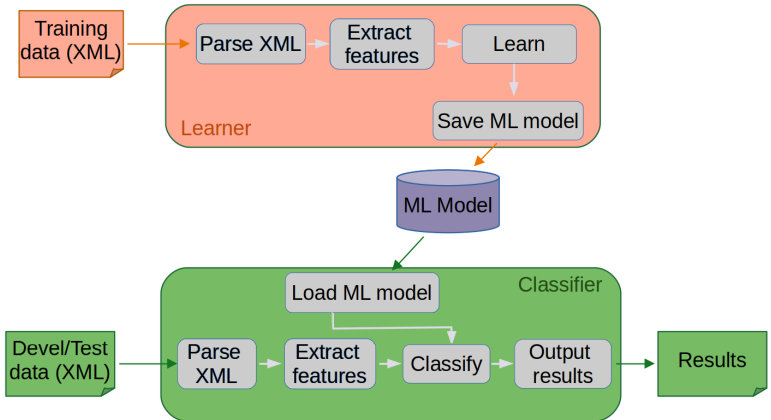 Training
data (XML)
Parse XML
Extract
features
Learn
Save ML model
Learner
ML Model
Classifier
Load ML model
Devel/Test
data (XML)
Parse
XML
Extract
features
Classify
Output
results
Results